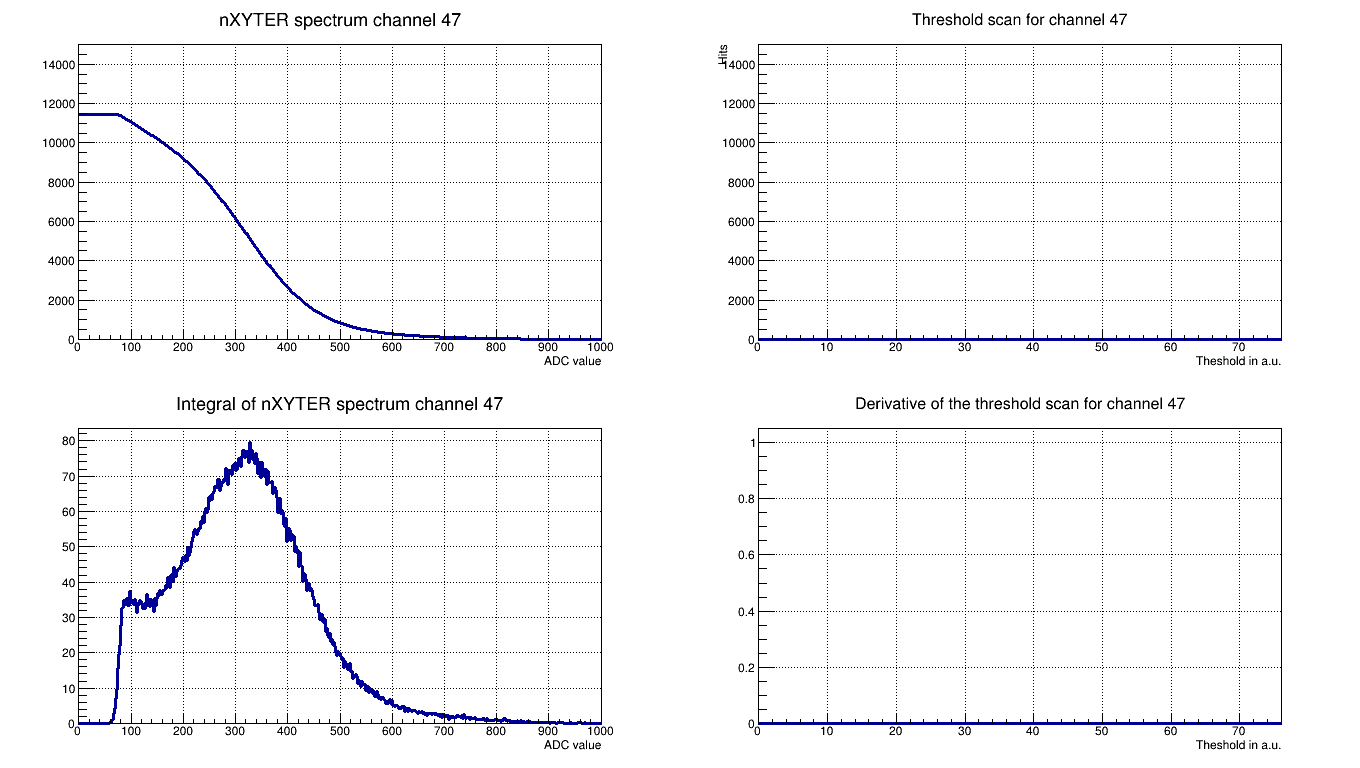 nXYTER spectrum channel 47
14000
12000
10000
8000
6000
4000
2000
0
0 100 200 300 400 500 600 700 800 900 1000
ADC value
Threshold scan for channel 47
Hits
14000
12000
10000
8000
6000
4000
2000
0
0 10 20 30 40 50 60 70
Theshold in a.u.
Integral of nXYTER spectrum channel 47
80
70
60
50
40
30
20
10
0
0 100 200 300 400 500 600 700 800 900 1000
ADC value
Derivative of the threshold scan for channel 47
1
0.8
0.6
0.4
0.2
0
0 10 20 30 40 50 60 70
Theshold in a.u.